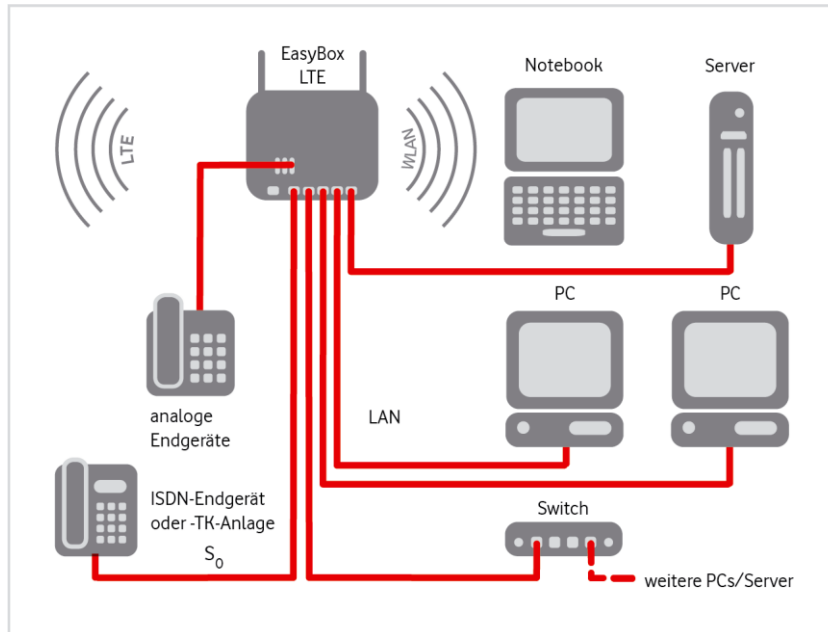 EasyBox
LTE
Notebook
Server
LTE
WLAN
PC
PC
analoge
Endgeräte
LAN
ISDN-Endgerät
oder -TK-Anlage
S₀
Switch
weitere PCs/Server